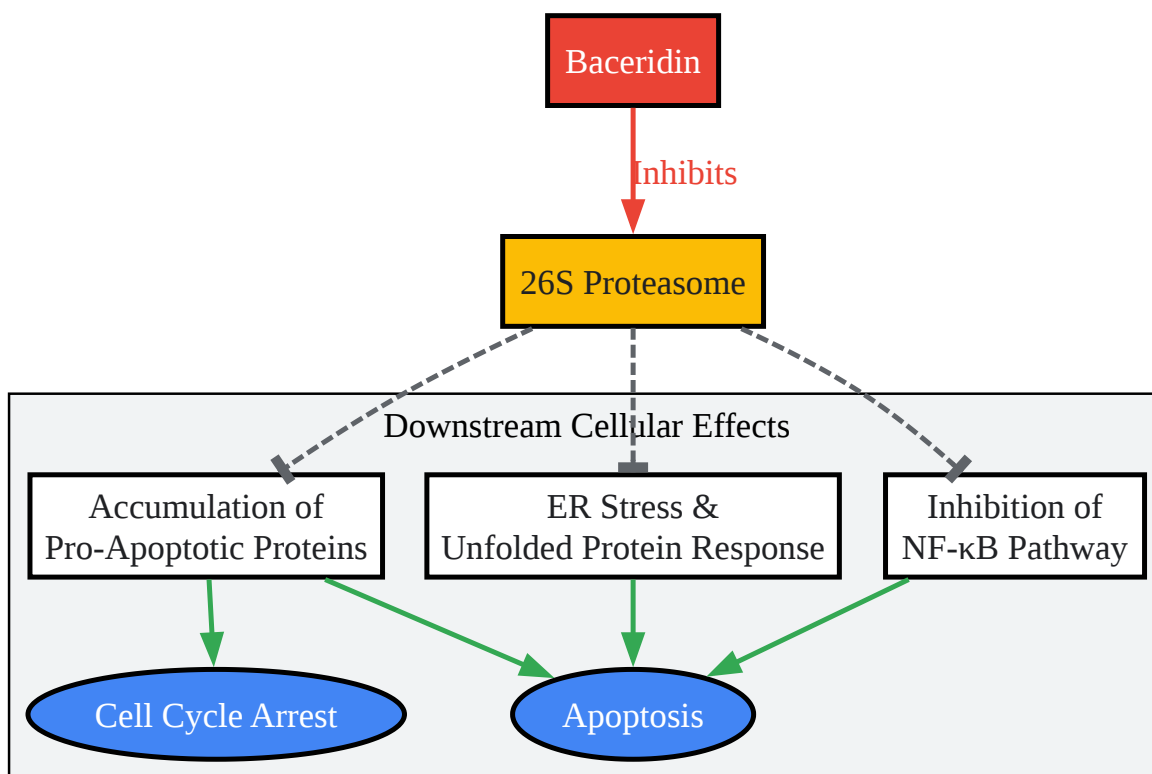 Baceridin
Inhibits
26S Proteasome
Downstream Cellular Effects
Accumulation of
Pro-Apoptotic Proteins
ER Stress &
Unfolded Protein Response
Inhibition of
NF-κB Pathway
Cell Cycle Arrest
Apoptosis